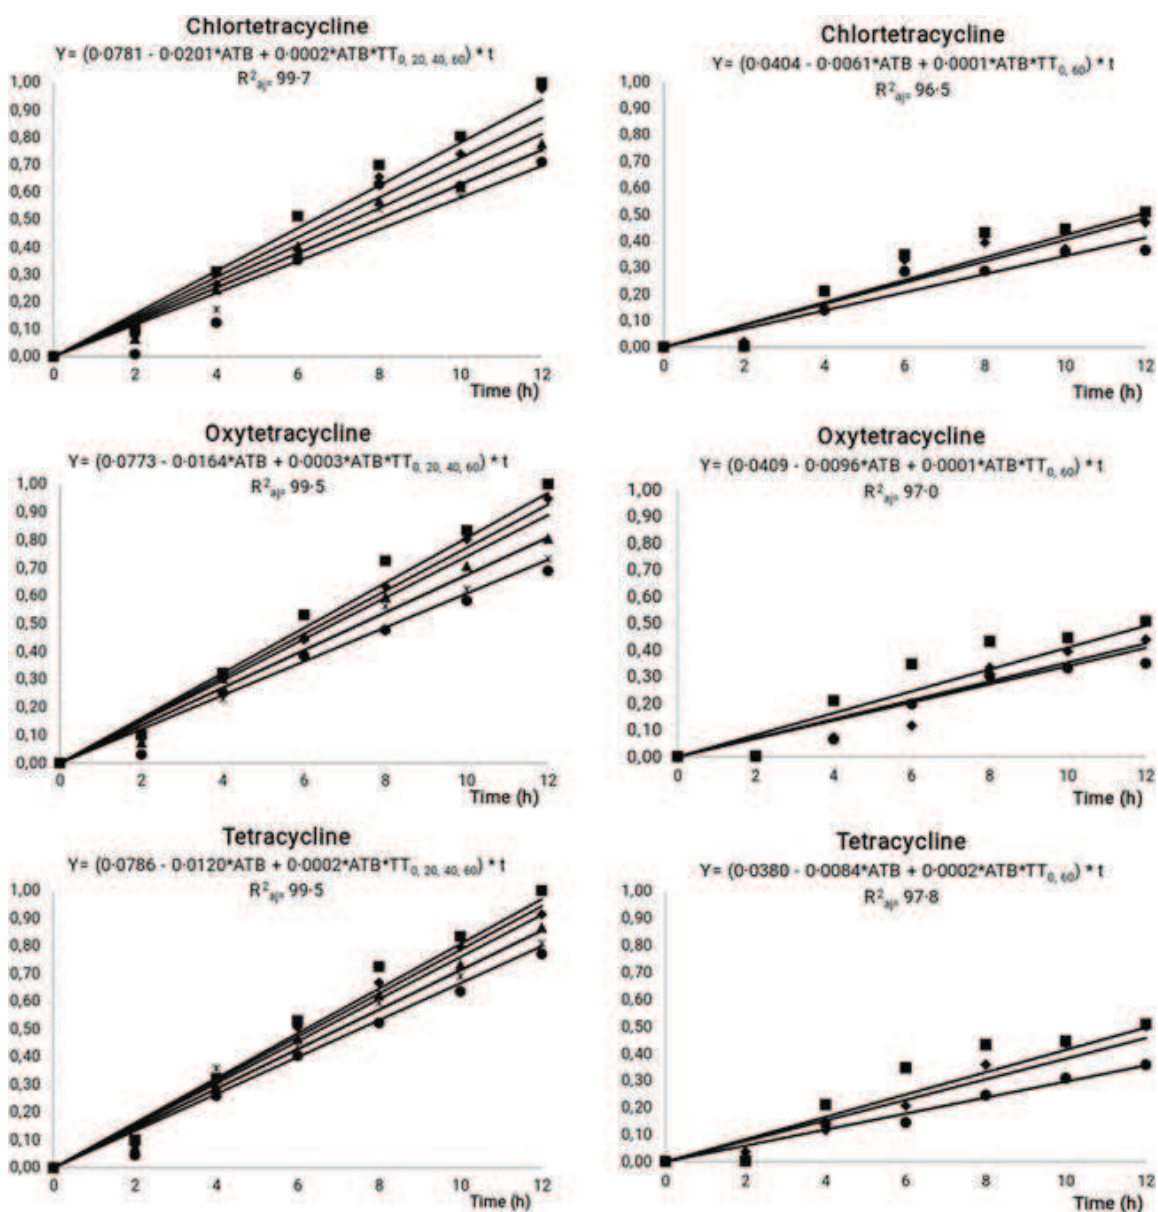 Chlortetracycline
Y= (0·0781 - 0·0201*ATB + 0·0002*ATB*TT0, 20, 40, 60) * t
R2aj= 99·7
1,00
0,90
0,80
0,70
0,60
0,50
0,40
0,30
0,20
0,10
0,00
0 2 4 6 8 10 12
Time (h)
Chlortetracycline
Y= (0·0404 - 0·0061*ATB + 0·0001*ATB*TT0, 60) * t
R2aj= 96·5
1,00
0,90
0,80
0,70
0,60
0,50
0,40
0,30
0,20
0,10
0,00
0 2 4 6 8 10 12
Time (h)
Oxytetracycline
Y= (0·0773 - 0·0164*ATB + 0·0003*ATB*TT0, 20, 40, 60) * t
R2aj= 99·5
1,00
0,90
0,80
0,70
0,60
0,50
0,40
0,30
0,20
0,10
0,00
0 2 4 6 8 10 12
Time (h)
Oxytetracycline
Y= (0·0409 - 0·0096*ATB + 0·0001*ATB*TT0, 60) * t
R2aj= 97·0
1,00
0,90
0,80
0,70
0,60
0,50
0,40
0,30
0,20
0,10
0,00
0 2 4 6 8 10 12
Time (h)
Tetracycline
Y= (0·0786 - 0·0120*ATB + 0·0002*ATB*TT0, 20, 40, 60) * t
R2aj= 99·5
1,00
0,90
0,80
0,70
0,60
0,50
0,40
0,30
0,20
0,10
0,00
0 2 4 6 8 10 12
Time (h)
Tetracycline
Y= (0·0380 - 0·0084*ATB + 0·0002*ATB*TT0, 60) * t
R2aj= 97·8
1,00
0,90
0,80
0,70
0,60
0,50
0,40
0,30
0,20
0,10
0,00
0 2 4 6 8 10 12
Time (h)